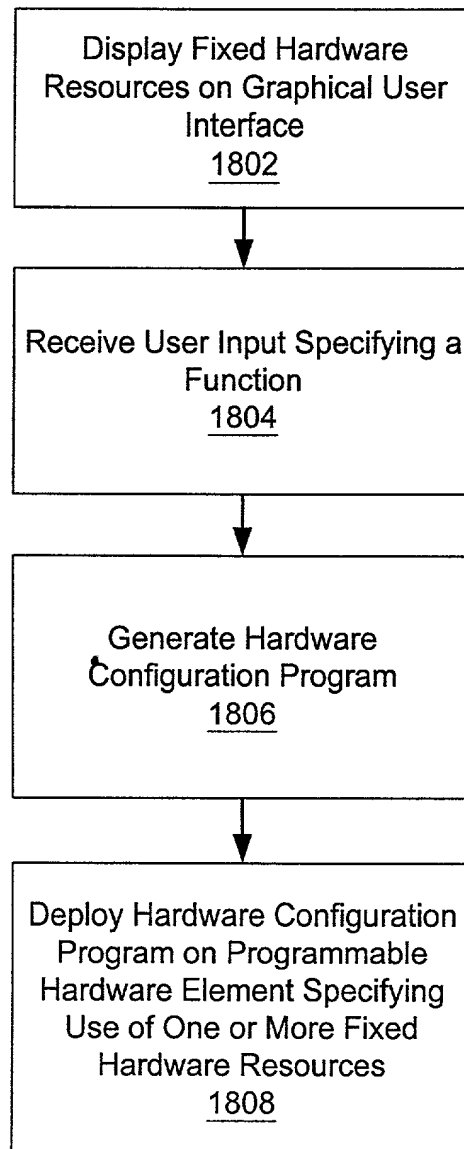 Display Fixed Hardware
Resources on Graphical User
Interface
1802
Receive User Input Specifying a
Function
1804
Generate Hardware
Configuration Program
1806
Deploy Hardware Configuration
Program on Programmable
Hardware Element Specifying
Use of One or More Fixed
Hardware Resources
1808